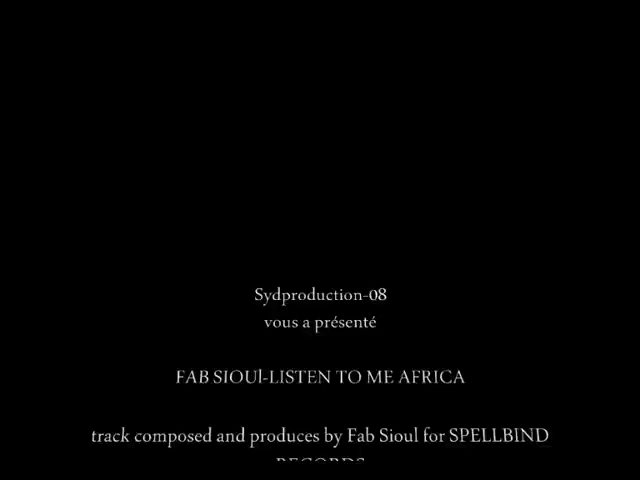 Sydproduction-08
vous a présenté
FAB SIOUl-LISTEN TO ME AFRICA
track composed and produces by Fab Sioul for SPELLBIND
RECORDS